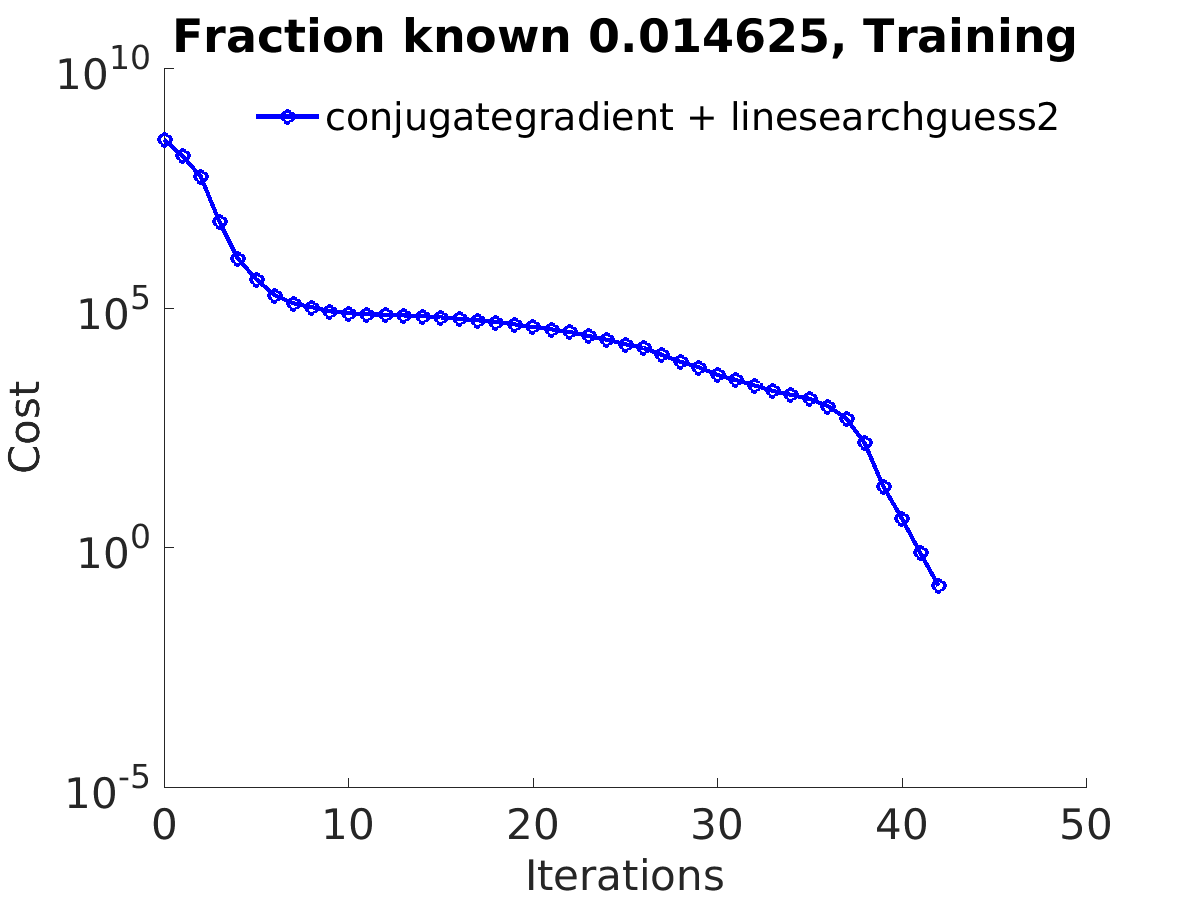 Fraction known 0.014625, Training
conjugategradient + linesearchguess2
10^10
10^5
10^0
10^-5
Cost
0 10 20 30 40 50
Iterations